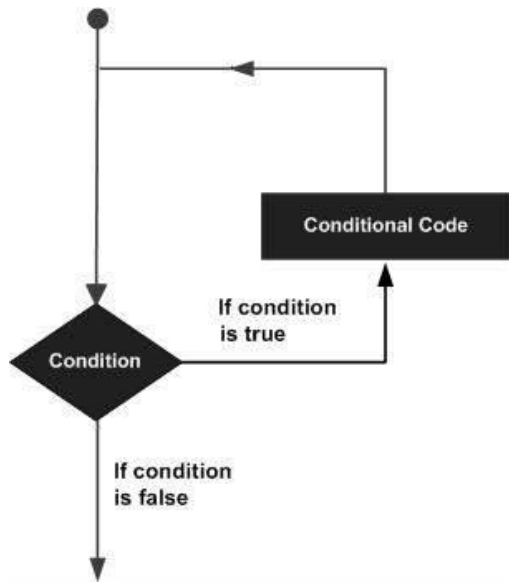 Conditional Code
If condition
is true
Condition
If condition
is false